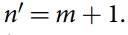 n′ = m + 1.